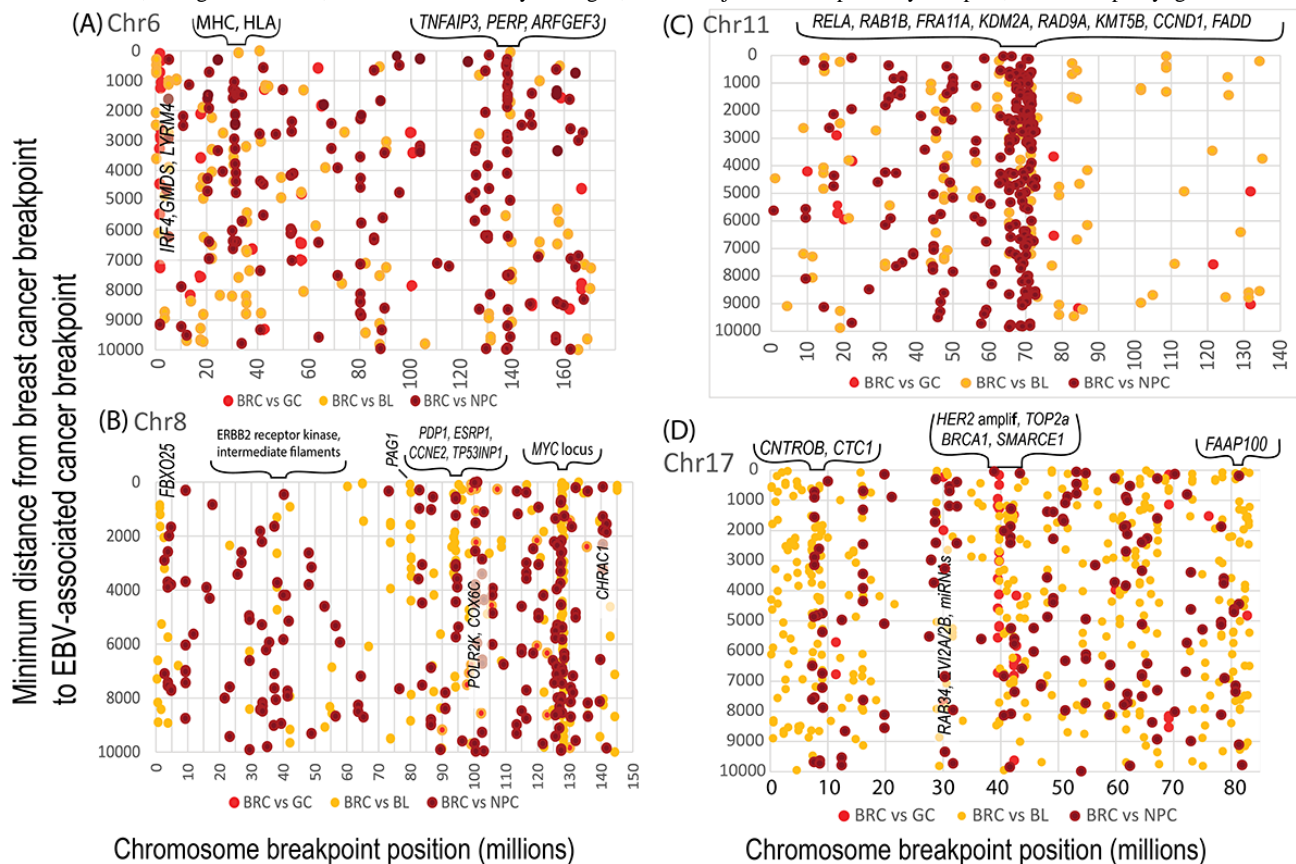 (A) Chr6
MHC, HLA
TNFAIP3, PERP, ARFGEF3
IRF4,GMDS, LYRM4
0
1000
2000
3000
4000
5000
6000
7000
8000
9000
10000
0 20 40 60 80 100 120 140 160
BRC vs GC BRC vs BL BRC vs NPC
(C) Chr11
RELA, RAB1B, FRA11A, KDM2A, RAD9A, KMT5B, CCND1, FADD
0
1000
2000
3000
4000
5000
6000
7000
8000
9000
10000
0 10 20 30 40 50 60 70 80 90 100 110 120 130 140
BRC vs GC BRC vs BL BRC vs NPC
(B) Chr8
FBXO25
ERBB2 receptor kinase,
intermediate filaments
PAG1
PDP1, ESRP1,
CCNE2, TP53INP1
MYC locus
POLR2K, COX6C
CHRAC1
0
1000
2000
3000
4000
5000
6000
7000
8000
9000
10000
0 10 20 30 40 50 60 70 80 90 100 110 120 130 140 150
BRC vs GC BRC vs BL BRC vs NPC
(D)
Chr17
CNTROB, CTC1
HER2 amplif, TOP2a
BRCA1, SMARCE1
FAAP100
RAB34, EVI2A/2B, miRNAs
0
1000
2000
3000
4000
5000
6000
7000
8000
9000
10000
0 10 20 30 40 50 60 70 80
BRC vs GC BRC vs BL BRC vs NPC
Minimum distance from breast cancer breakpoint
to EBV-associated cancer breakpoint
Chromosome breakpoint position (millions)
Chromosome breakpoint position (millions)